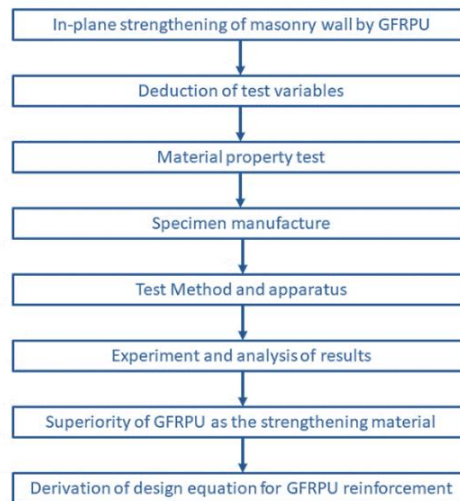 In-plane strengthening of masonry wall by GFRPU
Deduction of test variables
Material property test
Specimen manufacture
Test Method and apparatus
Experiment and analysis of results
Superiority of GFRPU as the strengthening material
Derivation of design equation for GFRPU reinforcement